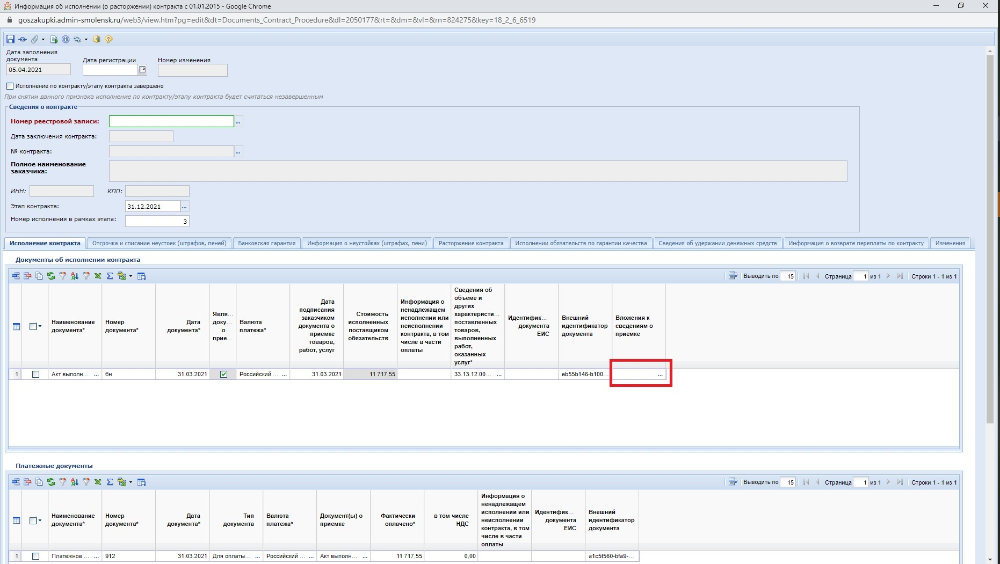 Информация об исполнении (о расторжении) контракта с 01.01.2015 - Google Chrome
goszakupki.admin-smolensk.ru/web3/view.htm?pg=edit&dt=Documents_Contract_Procedure&dl=2050177&rt=&dm=&vl=&rn=824275&key=18_2_6_6519
Дата заполнения
документа
Дата регистрации
Номер изменения
05.04.2021
Исполнение по контракту/этапу контракта завершено
При снятии данного признака исполнение по контракту/этапу контракта будет считаться незавершенным
Сведения о контракте
Номер реестровой записи:
...
Дата заключения контракта:
№ контракта:
...
Полное наименование
заказчика:
ИНН:
КПП:
Этап контракта:
31.12.2021
...
Номер исполнения в рамках этапа:
3
Исполнение контракта
Отсрочка и списание неустоек (штрафов, пеней)
Банковская гарантия
Информация о неустойках (штрафах, пени)
Расторжение контракта
Исполнении обязательств по гарантии качества
Сведения об удержании денежных средств
Информация о возврате переплаты по контракту
Изменения
Документы об исполнении контракта
Выводить по 15
Страница 1 из 1
Строки 1 - 1 из 1
Наименование
документа*
Номер
документа*
Дата
документа*
Явля...
доку...
о
прие...
Валюта
платежа*
Дата
подписания
заказчиком
документа о
приемке
товаров,
работ, услуг
Стоимость
исполненных
поставщиком
обязательств
Информация о
ненадлежащем
исполнении или
неисполнении
контракта, в том
числе в части
оплаты
Сведения об
объеме и
других
характеристи...
поставленных
товаров,
выполненных
работ,
оказанных
услуг*
Идентифик...
документа
ЕИС
Внешний
идентификатор
документа
Вложения к
сведениям о
приемке
1 Акт выполн... ... бн 31.03.2021 Российский ... ... 31.03.2021 11 717,55 33.13.12.00... ... eb55b146-b100... ...
Платежные документы
Выводить по 15
Страница 1 из 1
Строки 1 - 1 из 1
Наименование
документа*
Номер
документа*
Дата
документа*
Тип
документа
Валюта
платежа*
Документ(ы) о
приемке
Фактически
оплачено*
в том числе
НДС
Информация о
ненадлежащем
исполнении или
неисполнении
контракта, в том
числе в части
оплаты
Идентифик...
документа
ЕИС
Внешний
идентификатор
документа
1 Платежное ... ... 912 31.03.2021 Для оплаты... ... Российский ... ... Акт выполн... ... 11 717,55 0,00 a1c5f560-bfa9-...